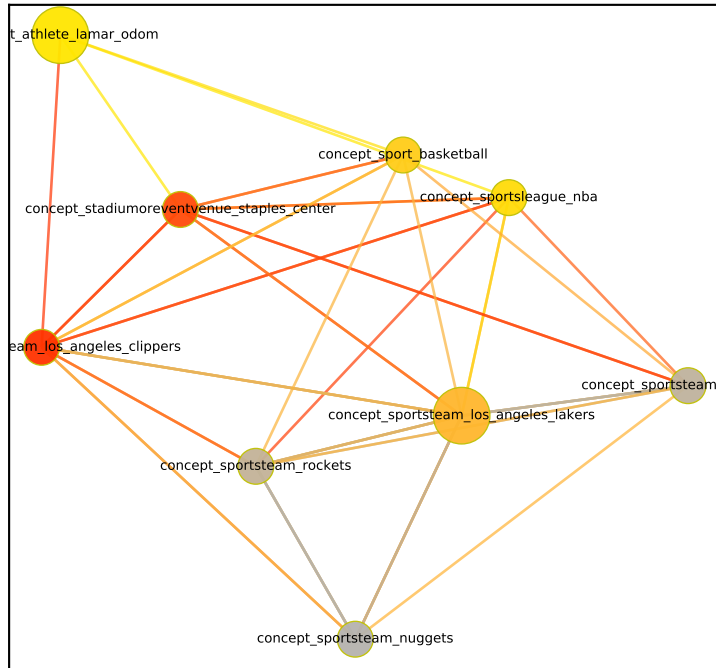 t_athlete_lamar_odom
concept_sport_basketball
concept_sportsleague_nba
concept_stadiumoreventvenue_staples_center
eam_los_angeles_clippers
concept_sportsteam
concept_sportsteam_los_angeles_lakers
concept_sportsteam_rockets
concept_sportsteam_nuggets